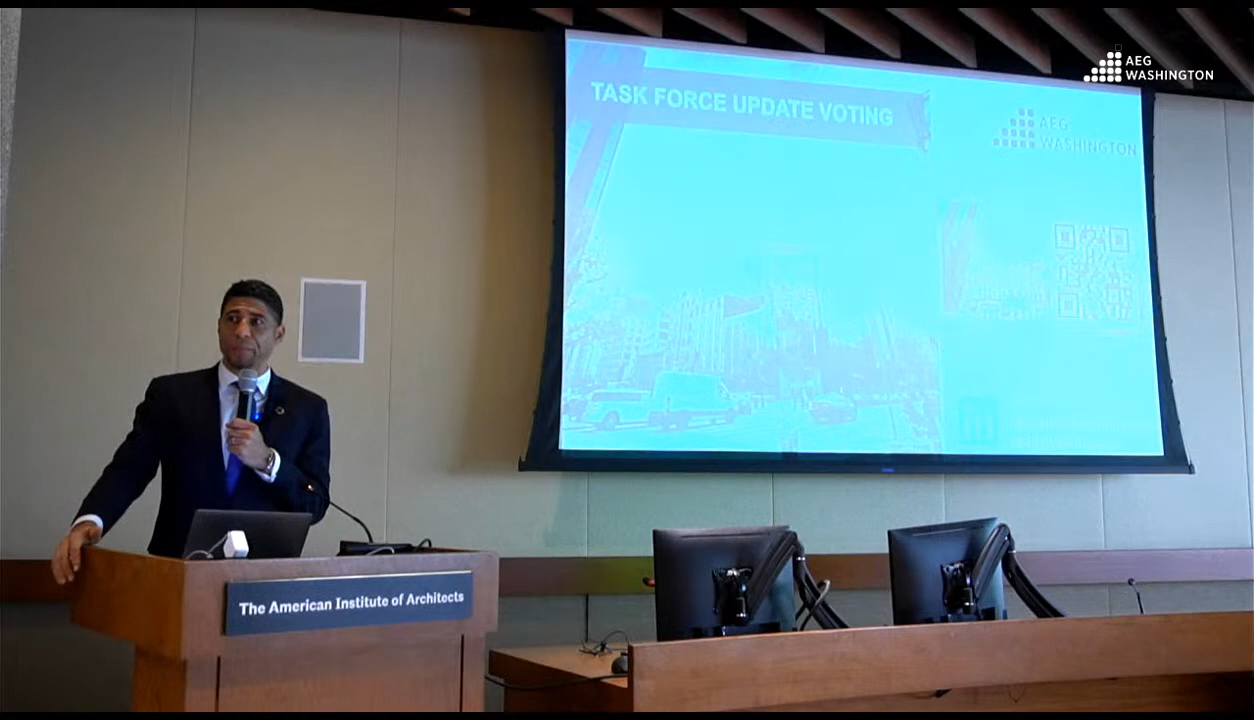 AEG
WASHINGTON
TASK FORCE UPDATE VOTING
AEG
WASHINGTON
The American Institute of Architects